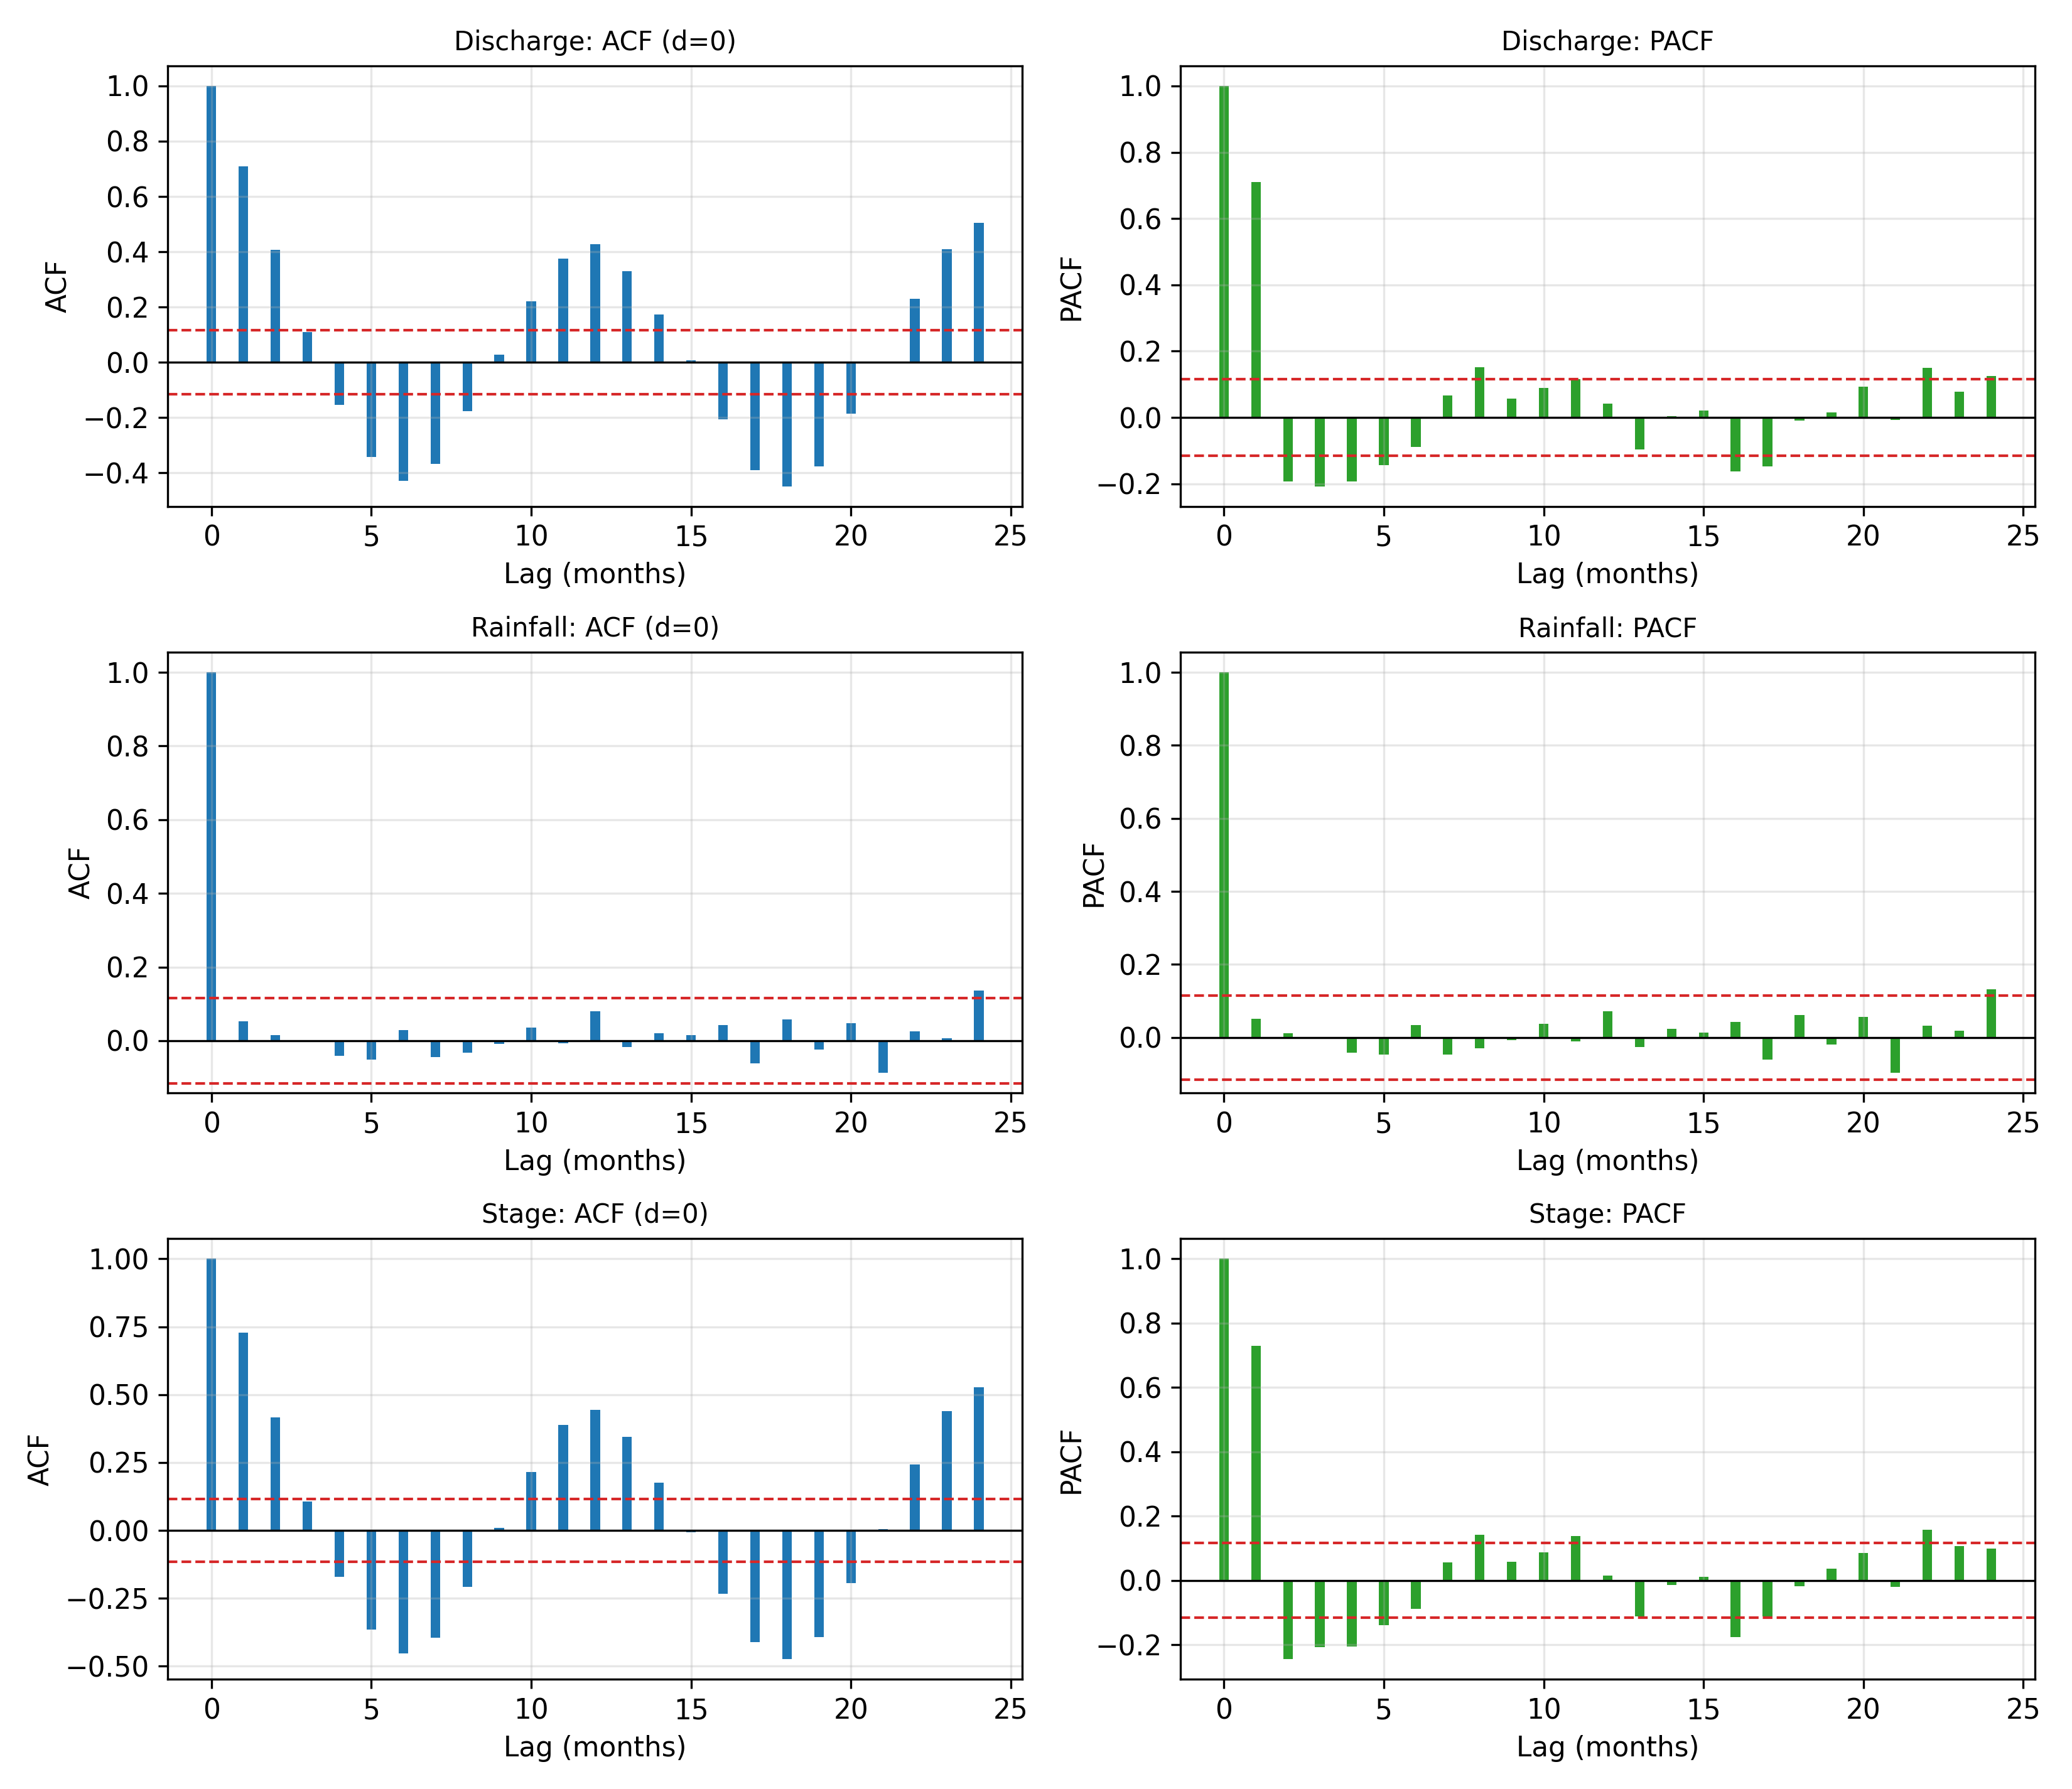 Discharge: ACF (d=0)
ACF
1.0
0.8
0.6
0.4
0.2
0.0
−0.2
−0.4
0 5 10 15 20 25
Lag (months)
Discharge: PACF
PACF
1.0
0.8
0.6
0.4
0.2
0.0
−0.2
0 5 10 15 20 25
Lag (months)
Rainfall: ACF (d=0)
ACF
1.0
0.8
0.6
0.4
0.2
0.0
0 5 10 15 20 25
Lag (months)
Rainfall: PACF
PACF
1.0
0.8
0.6
0.4
0.2
0.0
0 5 10 15 20 25
Lag (months)
Stage: ACF (d=0)
ACF
1.00
0.75
0.50
0.25
0.00
−0.25
−0.50
0 5 10 15 20 25
Lag (months)
Stage: PACF
PACF
1.0
0.8
0.6
0.4
0.2
0.0
−0.2
0 5 10 15 20 25
Lag (months)